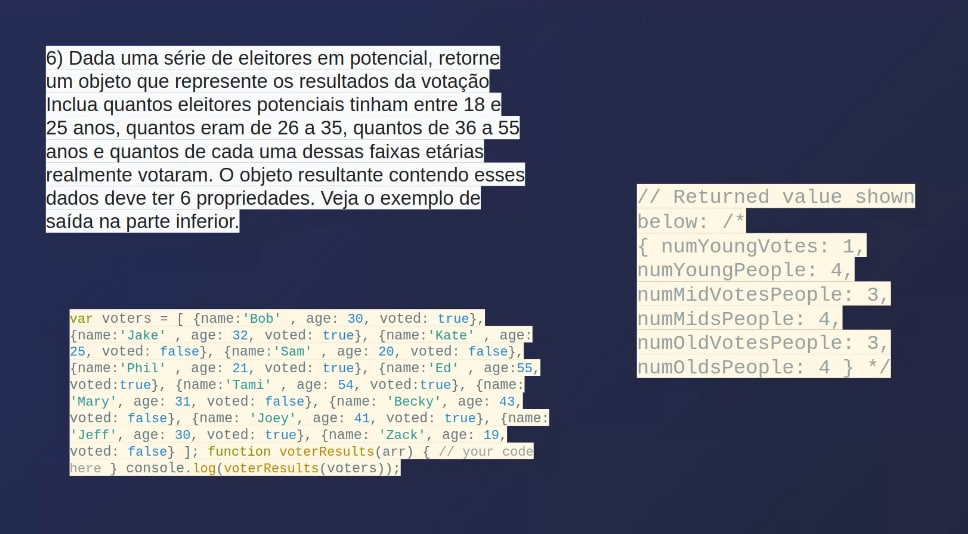 6) Dada uma série de eleitores em potencial, retorne
um objeto que represente os resultados da votação
Inclua quantos eleitores potenciais tinham entre 18 e
25 anos, quantos eram de 26 a 35, quantos de 36 a 55
anos e quantos de cada uma dessas faixas etárias
realmente votaram. O objeto resultante contendo esses
dados deve ter 6 propriedades. Veja o exemplo de
saída na parte inferior.
var voters = [ {name:'Bob' , age: 30, voted: true},
{name:'Jake' , age: 32, voted: true}, {name:'Kate' , age:
25, voted: false}, {name:'Sam' , age: 20, voted: false},
{name:'Phil' , age: 21, voted: true}, {name:'Ed' , age:55,
voted:true}, {name:'Tami' , age: 54, voted:true}, {name:
'Mary', age: 31, voted: false}, {name: 'Becky', age: 43,
voted: false}, {name: 'Joey', age: 41, voted: true}, {name:
'Jeff', age: 30, voted: true}, {name: 'Zack', age: 19,
voted: false} ]; function voterResults(arr) { // your code
here } console.log(voterResults(voters));
// Returned value shown
below: /*
{ numYoungVotes: 1,
numYoungPeople: 4,
numMidVotesPeople: 3,
numMidsPeople: 4,
numOldVotesPeople: 3,
numOldsPeople: 4 } */